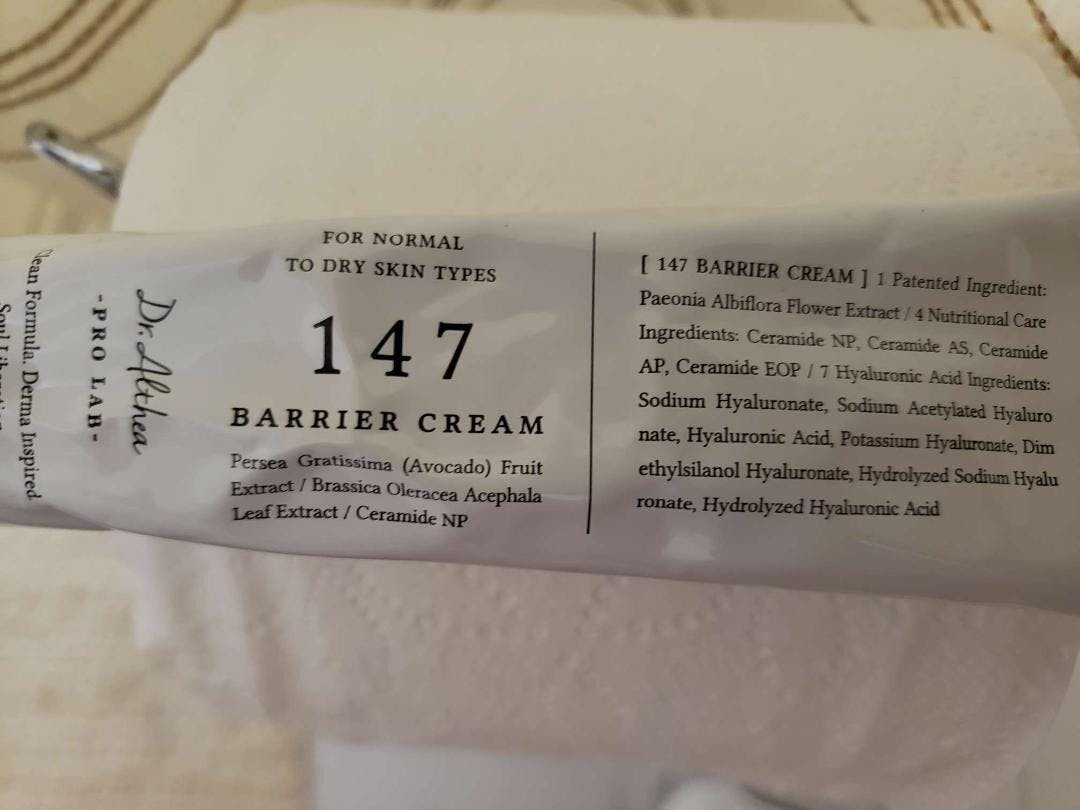 Clean Formula. Derma Inspired
Dr. Althea
-PRO LAB-
FOR NORMAL
TO DRY SKIN TYPES
147
BARRIER CREAM
Persea Gratissima (Avocado) Fruit
Extract / Brassica Oleracea Acephala
Leaf Extract / Ceramide NP
[ 147 BARRIER CREAM ] 1 Patented Ingredient:
Paeonia Albiflora Flower Extract / 4 Nutritional Care
Ingredients: Ceramide NP, Ceramide AS, Ceramide
AP, Ceramide EOP / 7 Hyaluronic Acid Ingredients:
Sodium Hyaluronate, Sodium Acetylated Hyaluro
nate, Hyaluronic Acid, Potassium Hyaluronate, Dim
ethylsilanol Hyaluronate, Hydrolyzed Sodium Hyalu
ronate, Hydrolyzed Hyaluronic Acid